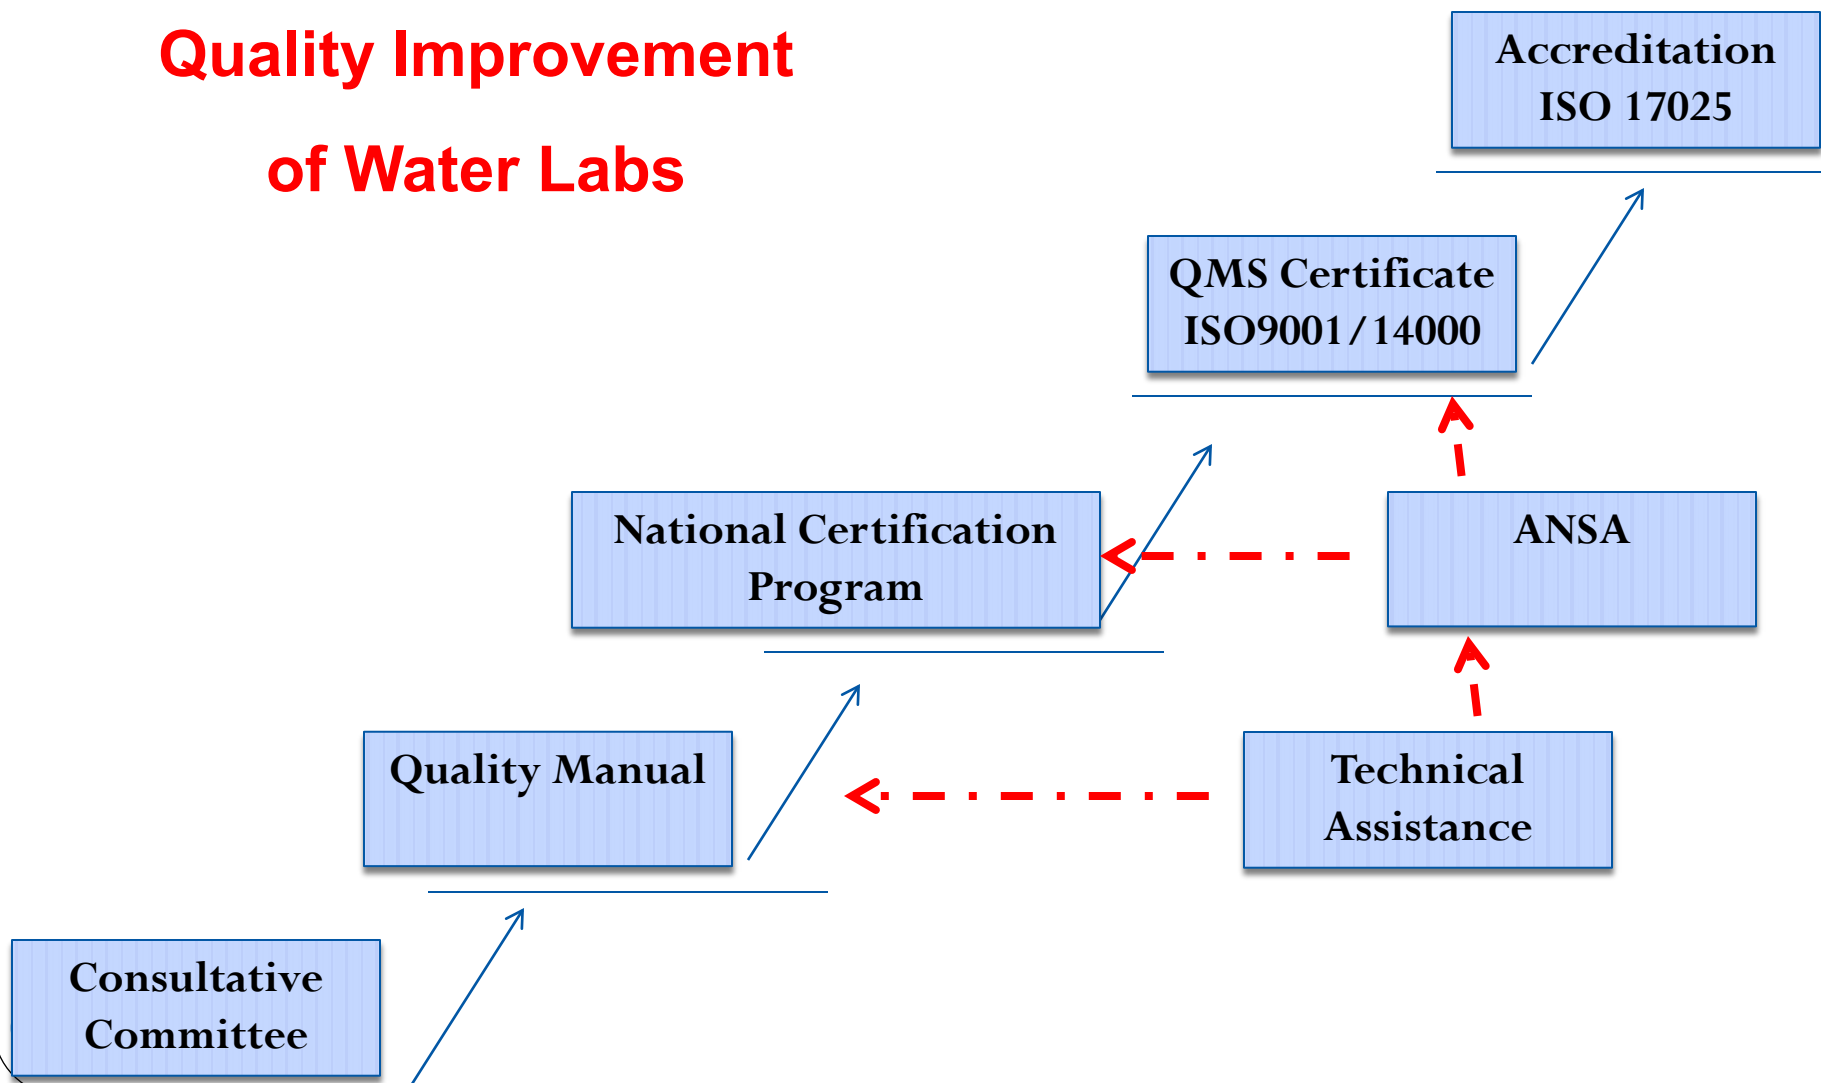 Quality Improvement
of Water Labs
Accreditation
ISO 17025
QMS Certificate
ISO9001/14000
National Certification
Program
ANSA
Quality Manual
Technical
Assistance
Consultative
Committee